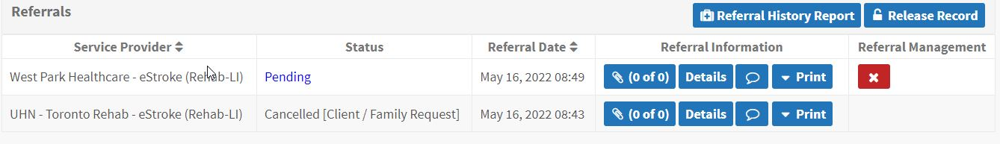 Referrals
Referral History Report Release Record
Service Provider Status Referral Date Referral Information Referral Management
West Park Healthcare - eStroke (Rehab-LI) Pending May 16, 2022 08:49 (0 of 0) Details Print
UHN - Toronto Rehab - eStroke (Rehab-LI) Cancelled [Client / Family Request] May 16, 2022 08:43 (0 of 0) Details Print